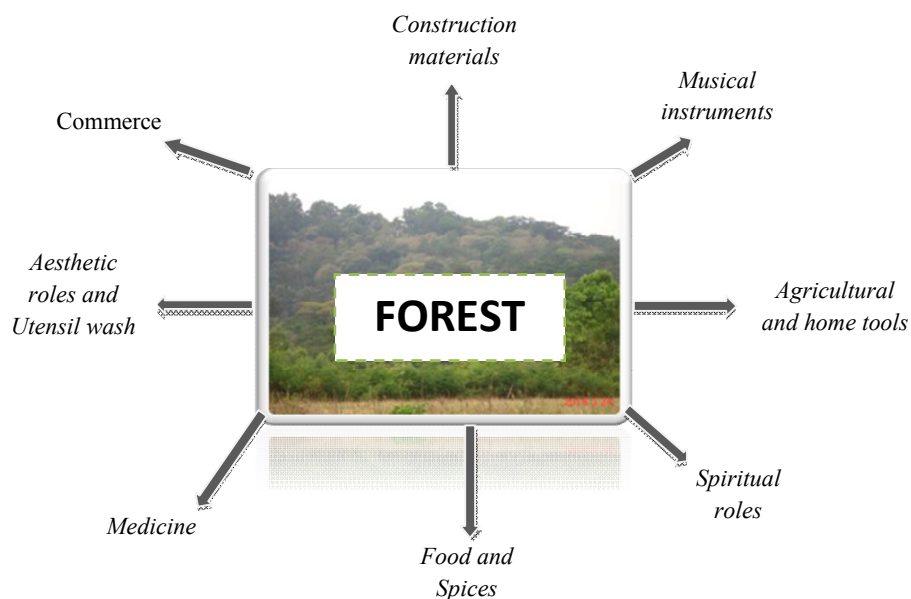 Construction
materials
Musical
instruments
Commerce
Aesthetic
roles and
Utensil wash
FOREST
Agricultural
and home tools
Spiritual
roles
Medicine
Food and
Spices